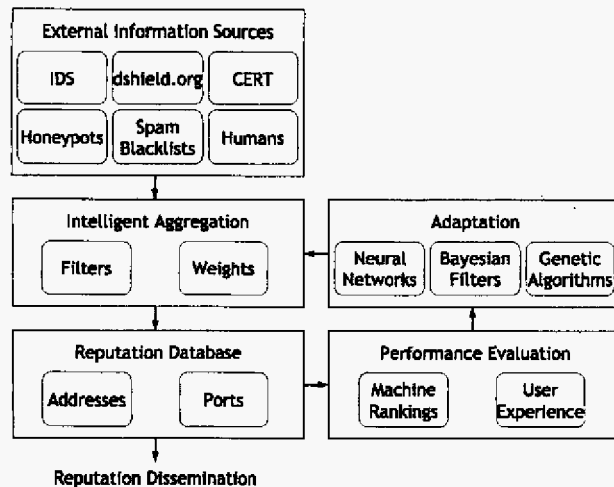 External Information Sources
IDS
dshield.org
CERT
Honeypots
Spam
Blacklists
Humans
Intelligent Aggregation
Filters
Weights
Adaptation
Neural
Networks
Bayesian
Filters
Genetic
Algorithms
Reputation Database
Addresses
Ports
Performance Evaluation
Machine
Rankings
User
Experience
Reputation Dissemination